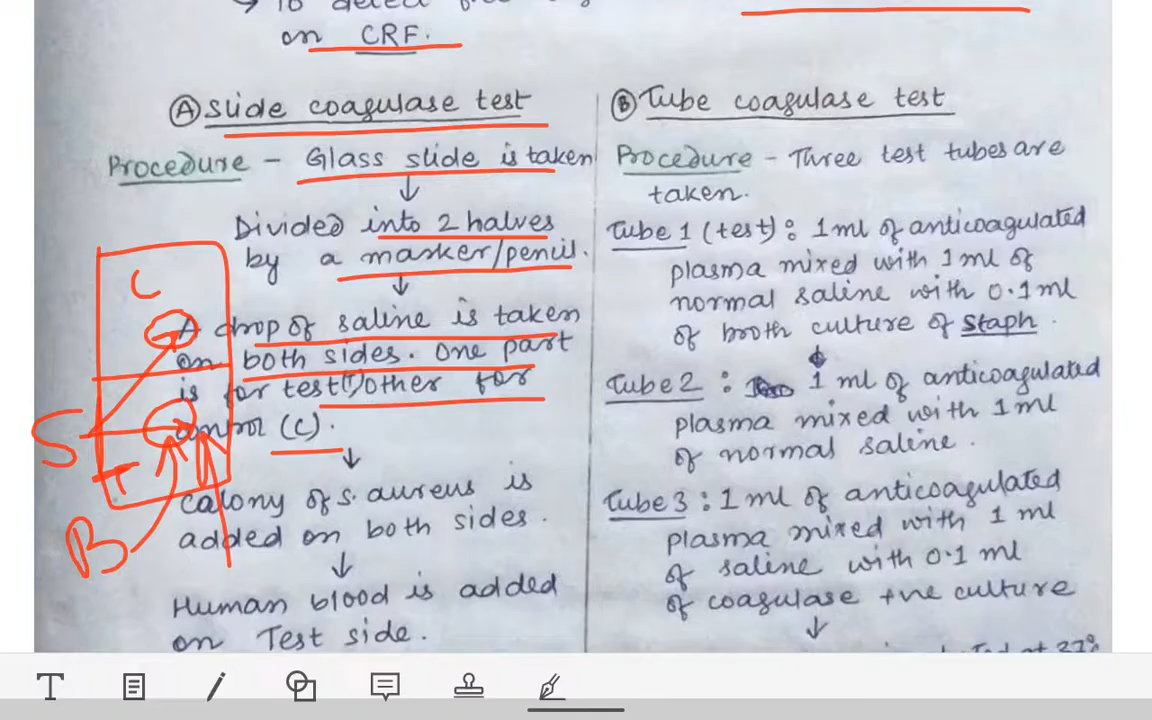 on CRF.
(A) Slide coagulase test
Procedure - Glass slide is taken
↓
Divided into 2 halves
by a marker/pencil.
↓
A drop of saline is taken
on both sides. One part
is for test(T) other for
control (C).
↓
Calony of s. aureus is
added on both sides.
↓
Human blood is added
on Test side.
C
S
T
B
(B) Tube coagulase test
Procedure - Three test tubes are
taken.
Tube 1 (test): 1 ml of anticoagulated
plasma mixed with 1 ml of
normal saline with 0.1 ml
of broth culture of Staph.
Tube 2 : 1 ml of anticoagulated
plasma mixed with 1 ml
of normal saline.
Tube 3 : 1 ml of anticoagulated
plasma mixed with 1 ml
of saline with 0.1 ml
of coagulase +ve culture
↓
at 37°
T